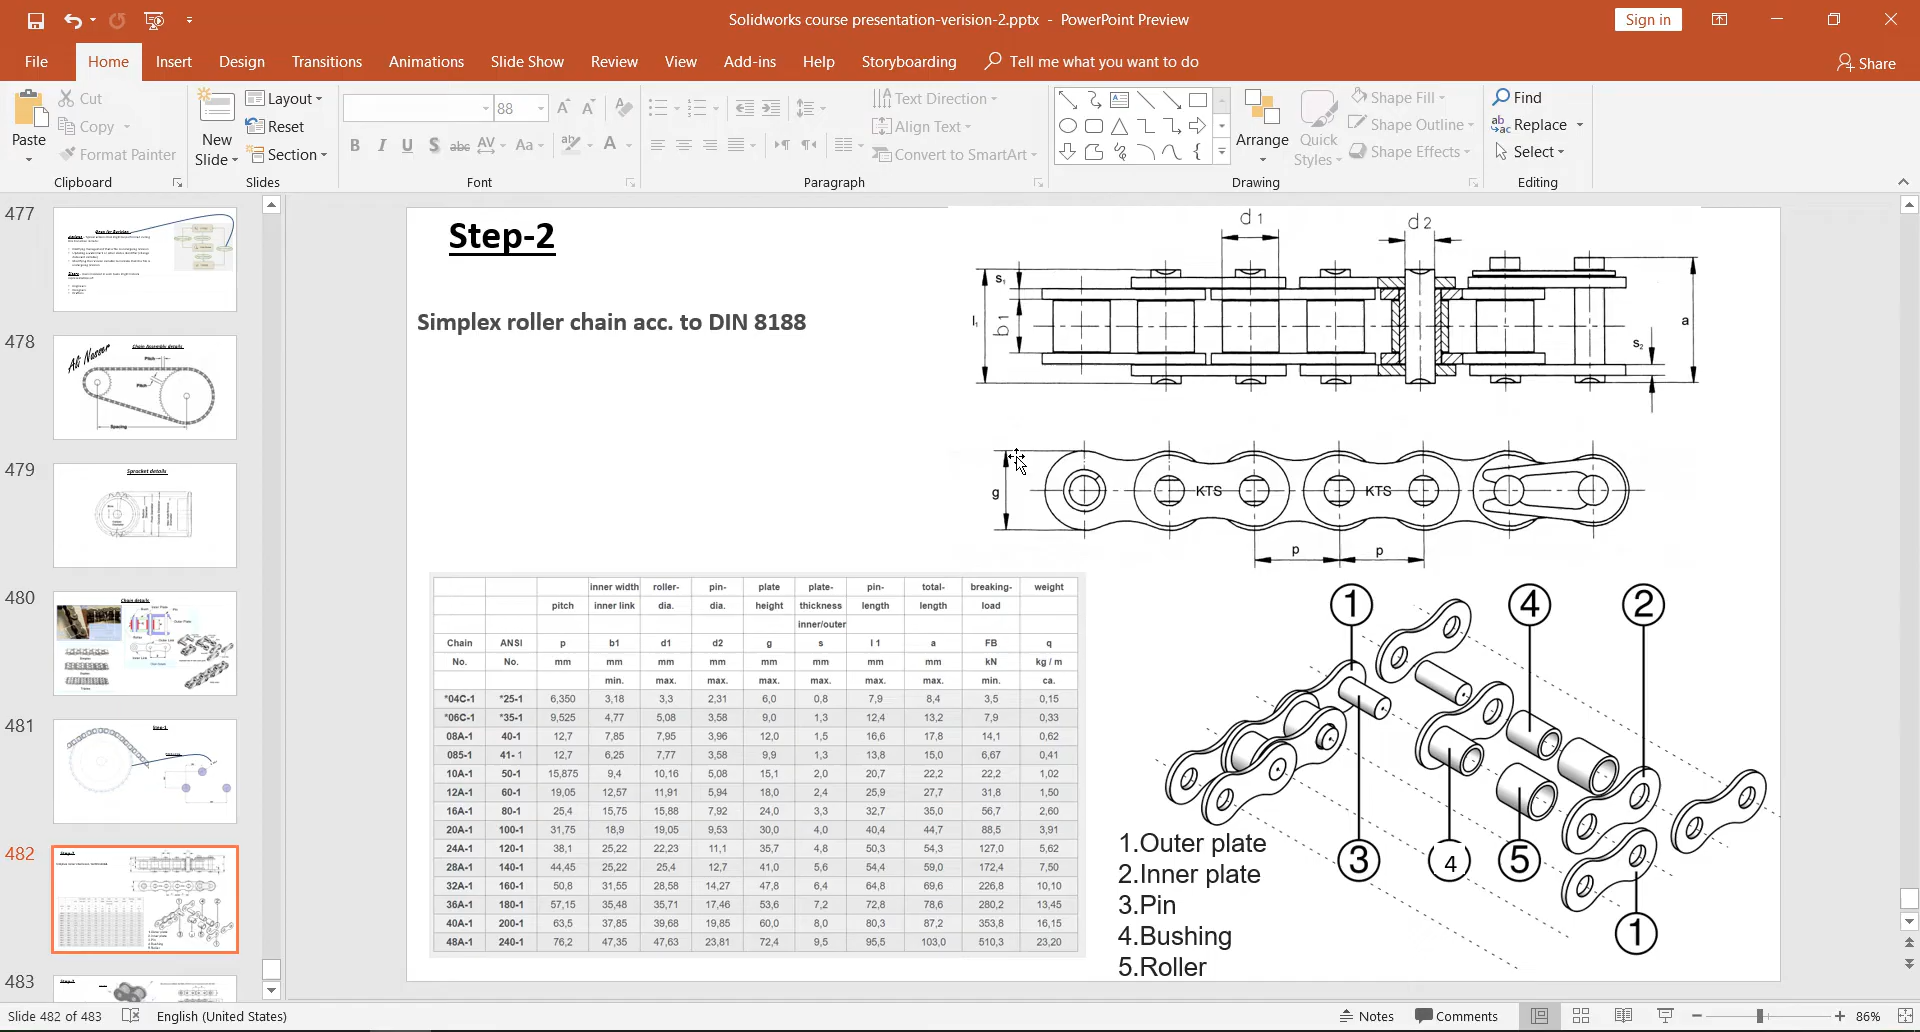 Solidworks course presentation-verision-2.pptx - PowerPoint Preview
Sign in
File Home Insert Design Transitions Animations Slide Show Review View Add-ins Help Storyboarding Tell me what you want to do
Share
Paste
Cut
Copy
Format Painter
Clipboard
New Slide
Layout
Reset
Section
Slides
88
Font
Text Direction
Align Text
Convert to SmartArt
Paragraph
Arrange
Quick Styles
Shape Fill
Shape Outline
Shape Effects
Drawing
Find
Replace
Select
Editing
477
478
Ali Nasser
Chain Assembly details
Pitch
Pitch
Spacing
479
Sprocket details
480
Chain details
481
Step-1
482
Step-2
483
Step-2
Step-2
Simplex roller chain acc. to DIN 8188
d 1
d 2
s1
l1
b 1
s2
a
g
KTS KTS
p p
inner width roller- pin- plate plate- pin- total- breaking- weight
pitch inner link dia. dia. height thickness length length load
inner/outer
Chain ANSI p b1 d1 d2 g s l 1 a FB q
No. No. mm mm mm mm mm mm mm mm kN kg / m
min. max. max. max. max. max. max. min. ca.
*04C-1 *25-1 6,350 3,18 3,3 2,31 6,0 0,8 7,9 8,4 3,5 0,15
*06C-1 *35-1 9,525 4,77 5,08 3,58 9,0 1,3 12,4 13,2 7,9 0,33
08A-1 40-1 12,7 7,85 7,95 3,96 12,0 1,5 16,6 17,8 14,1 0,62
085-1 41- 1 12,7 6,25 7,77 3,58 9,9 1,3 13,8 15,0 6,67 0,41
10A-1 50-1 15,875 9,4 10,16 5,08 15,1 2,0 20,7 22,2 22,2 1,02
12A-1 60-1 19,05 12,57 11,91 5,94 18,0 2,4 25,9 27,7 31,8 1,50
16A-1 80-1 25,4 15,75 15,88 7,92 24,0 3,3 32,7 35,0 56,7 2,60
20A-1 100-1 31,75 18,9 19,05 9,53 30,0 4,0 40,4 44,7 88,5 3,91
24A-1 120-1 38,1 25,22 22,23 11,1 35,7 4,8 50,3 54,3 127,0 5,62
28A-1 140-1 44,45 25,22 25,4 12,7 41,0 5,6 54,4 59,0 172,4 7,50
32A-1 160-1 50,8 31,55 28,58 14,27 47,8 6,4 64,8 69,6 226,8 10,10
36A-1 180-1 57,15 35,48 35,71 17,46 53,6 7,2 72,8 78,6 280,2 13,45
40A-1 200-1 63,5 37,85 39,68 19,85 60,0 8,0 80,3 87,2 353,8 16,15
48A-1 240-1 76,2 47,35 47,63 23,81 72,4 9,5 95,5 103,0 510,3 23,20
1 4 2
3 4 5
1
1.Outer plate
2.Inner plate
3.Pin
4.Bushing
5.Roller
Slide 482 of 483 English (United States) Notes Comments 86%